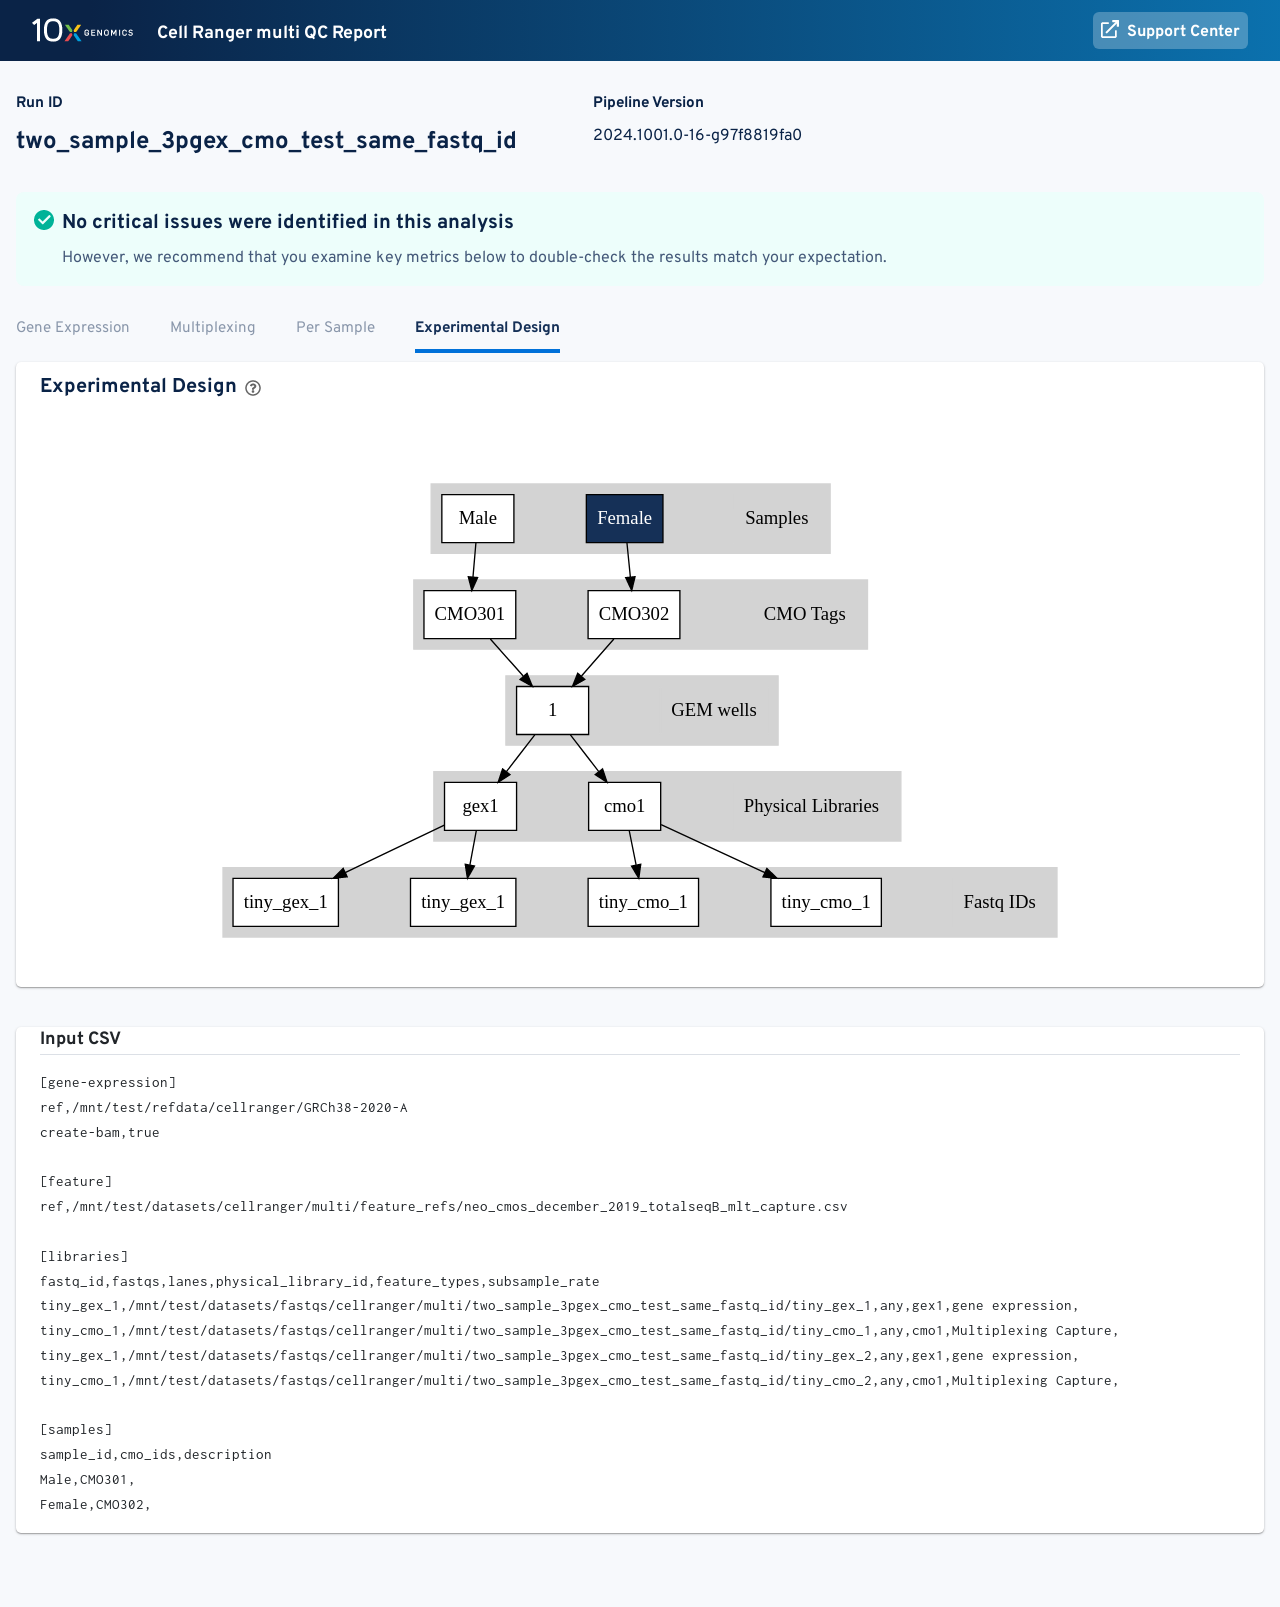 10x GENOMICS Cell Ranger multi QC Report Support Center
Run ID Pipeline Version
two_sample_3pgex_cmo_test_same_fastq_id 2024.1001.0-16-g97f8819fa0
No critical issues were identified in this analysis
However, we recommend that you examine key metrics below to double-check the results match your expectation.
Gene Expression Multiplexing Per Sample Experimental Design
Experimental Design ?
Male Female Samples
CMO301 CMO302 CMO Tags
1 GEM wells
gex1 cmo1 Physical Libraries
tiny_gex_1 tiny_gex_1 tiny_cmo_1 tiny_cmo_1 Fastq IDs
Input CSV
[gene-expression]
ref,/mnt/test/refdata/cellranger/GRCh38-2020-A
create-bam,true
[feature]
ref,/mnt/test/datasets/cellranger/multi/feature_refs/neo_cmos_december_2019_totalseqB_mlt_capture.csv
[libraries]
fastq_id,fastqs,lanes,physical_library_id,feature_types,subsample_rate
tiny_gex_1,/mnt/test/datasets/fastqs/cellranger/multi/two_sample_3pgex_cmo_test_same_fastq_id/tiny_gex_1,any,gex1,gene expression,
tiny_cmo_1,/mnt/test/datasets/fastqs/cellranger/multi/two_sample_3pgex_cmo_test_same_fastq_id/tiny_cmo_1,any,cmo1,Multiplexing Capture,
tiny_gex_1,/mnt/test/datasets/fastqs/cellranger/multi/two_sample_3pgex_cmo_test_same_fastq_id/tiny_gex_2,any,gex1,gene expression,
tiny_cmo_1,/mnt/test/datasets/fastqs/cellranger/multi/two_sample_3pgex_cmo_test_same_fastq_id/tiny_cmo_2,any,cmo1,Multiplexing Capture,
[samples]
sample_id,cmo_ids,description
Male,CMO301,
Female,CMO302,